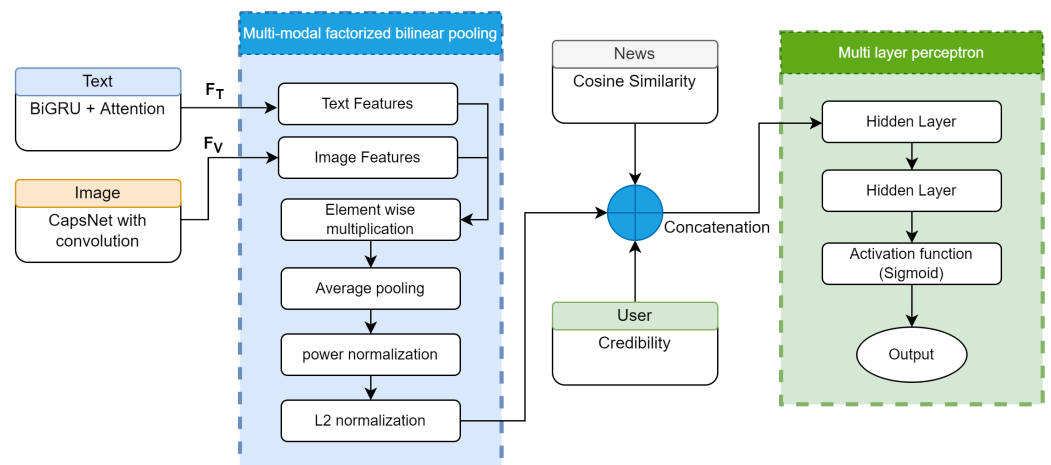 Multi-modal factorized bilinear pooling
Text
BiGRU + Attention
F_T
Text Features
F_V
Image Features
Image
CapsNet with
convolution
Element wise
multiplication
Average pooling
power normalization
L2 normalization
News
Cosine Similarity
Concatenation
User
Credibility
Multi layer perceptron
Hidden Layer
Hidden Layer
Activation function
(Sigmoid)
Output